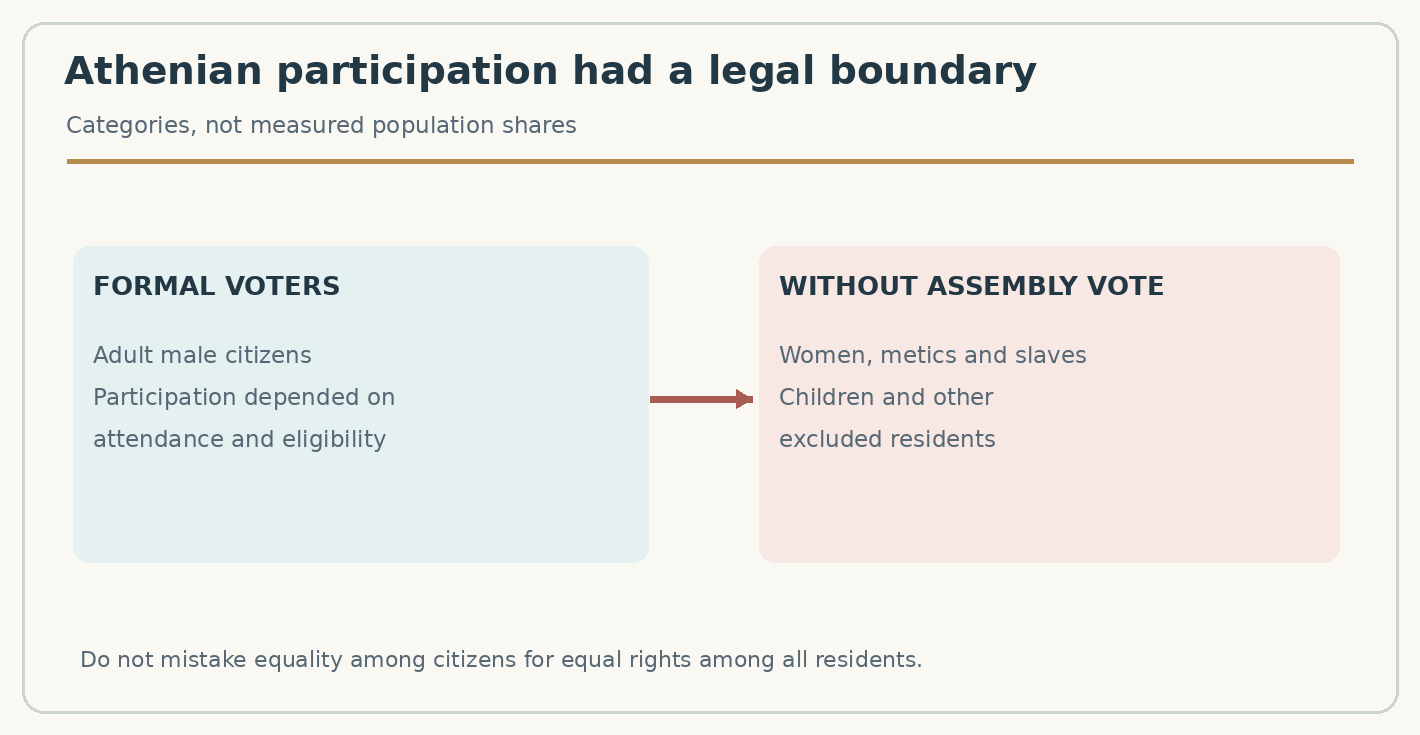 Athenian participation had a legal boundary
Categories, not measured population shares
FORMAL VOTERS
Adult male citizens
Participation depended on
attendance and eligibility
WITHOUT ASSEMBLY VOTE
Women, metics and slaves
Children and other
excluded residents
Do not mistake equality among citizens for equal rights among all residents.